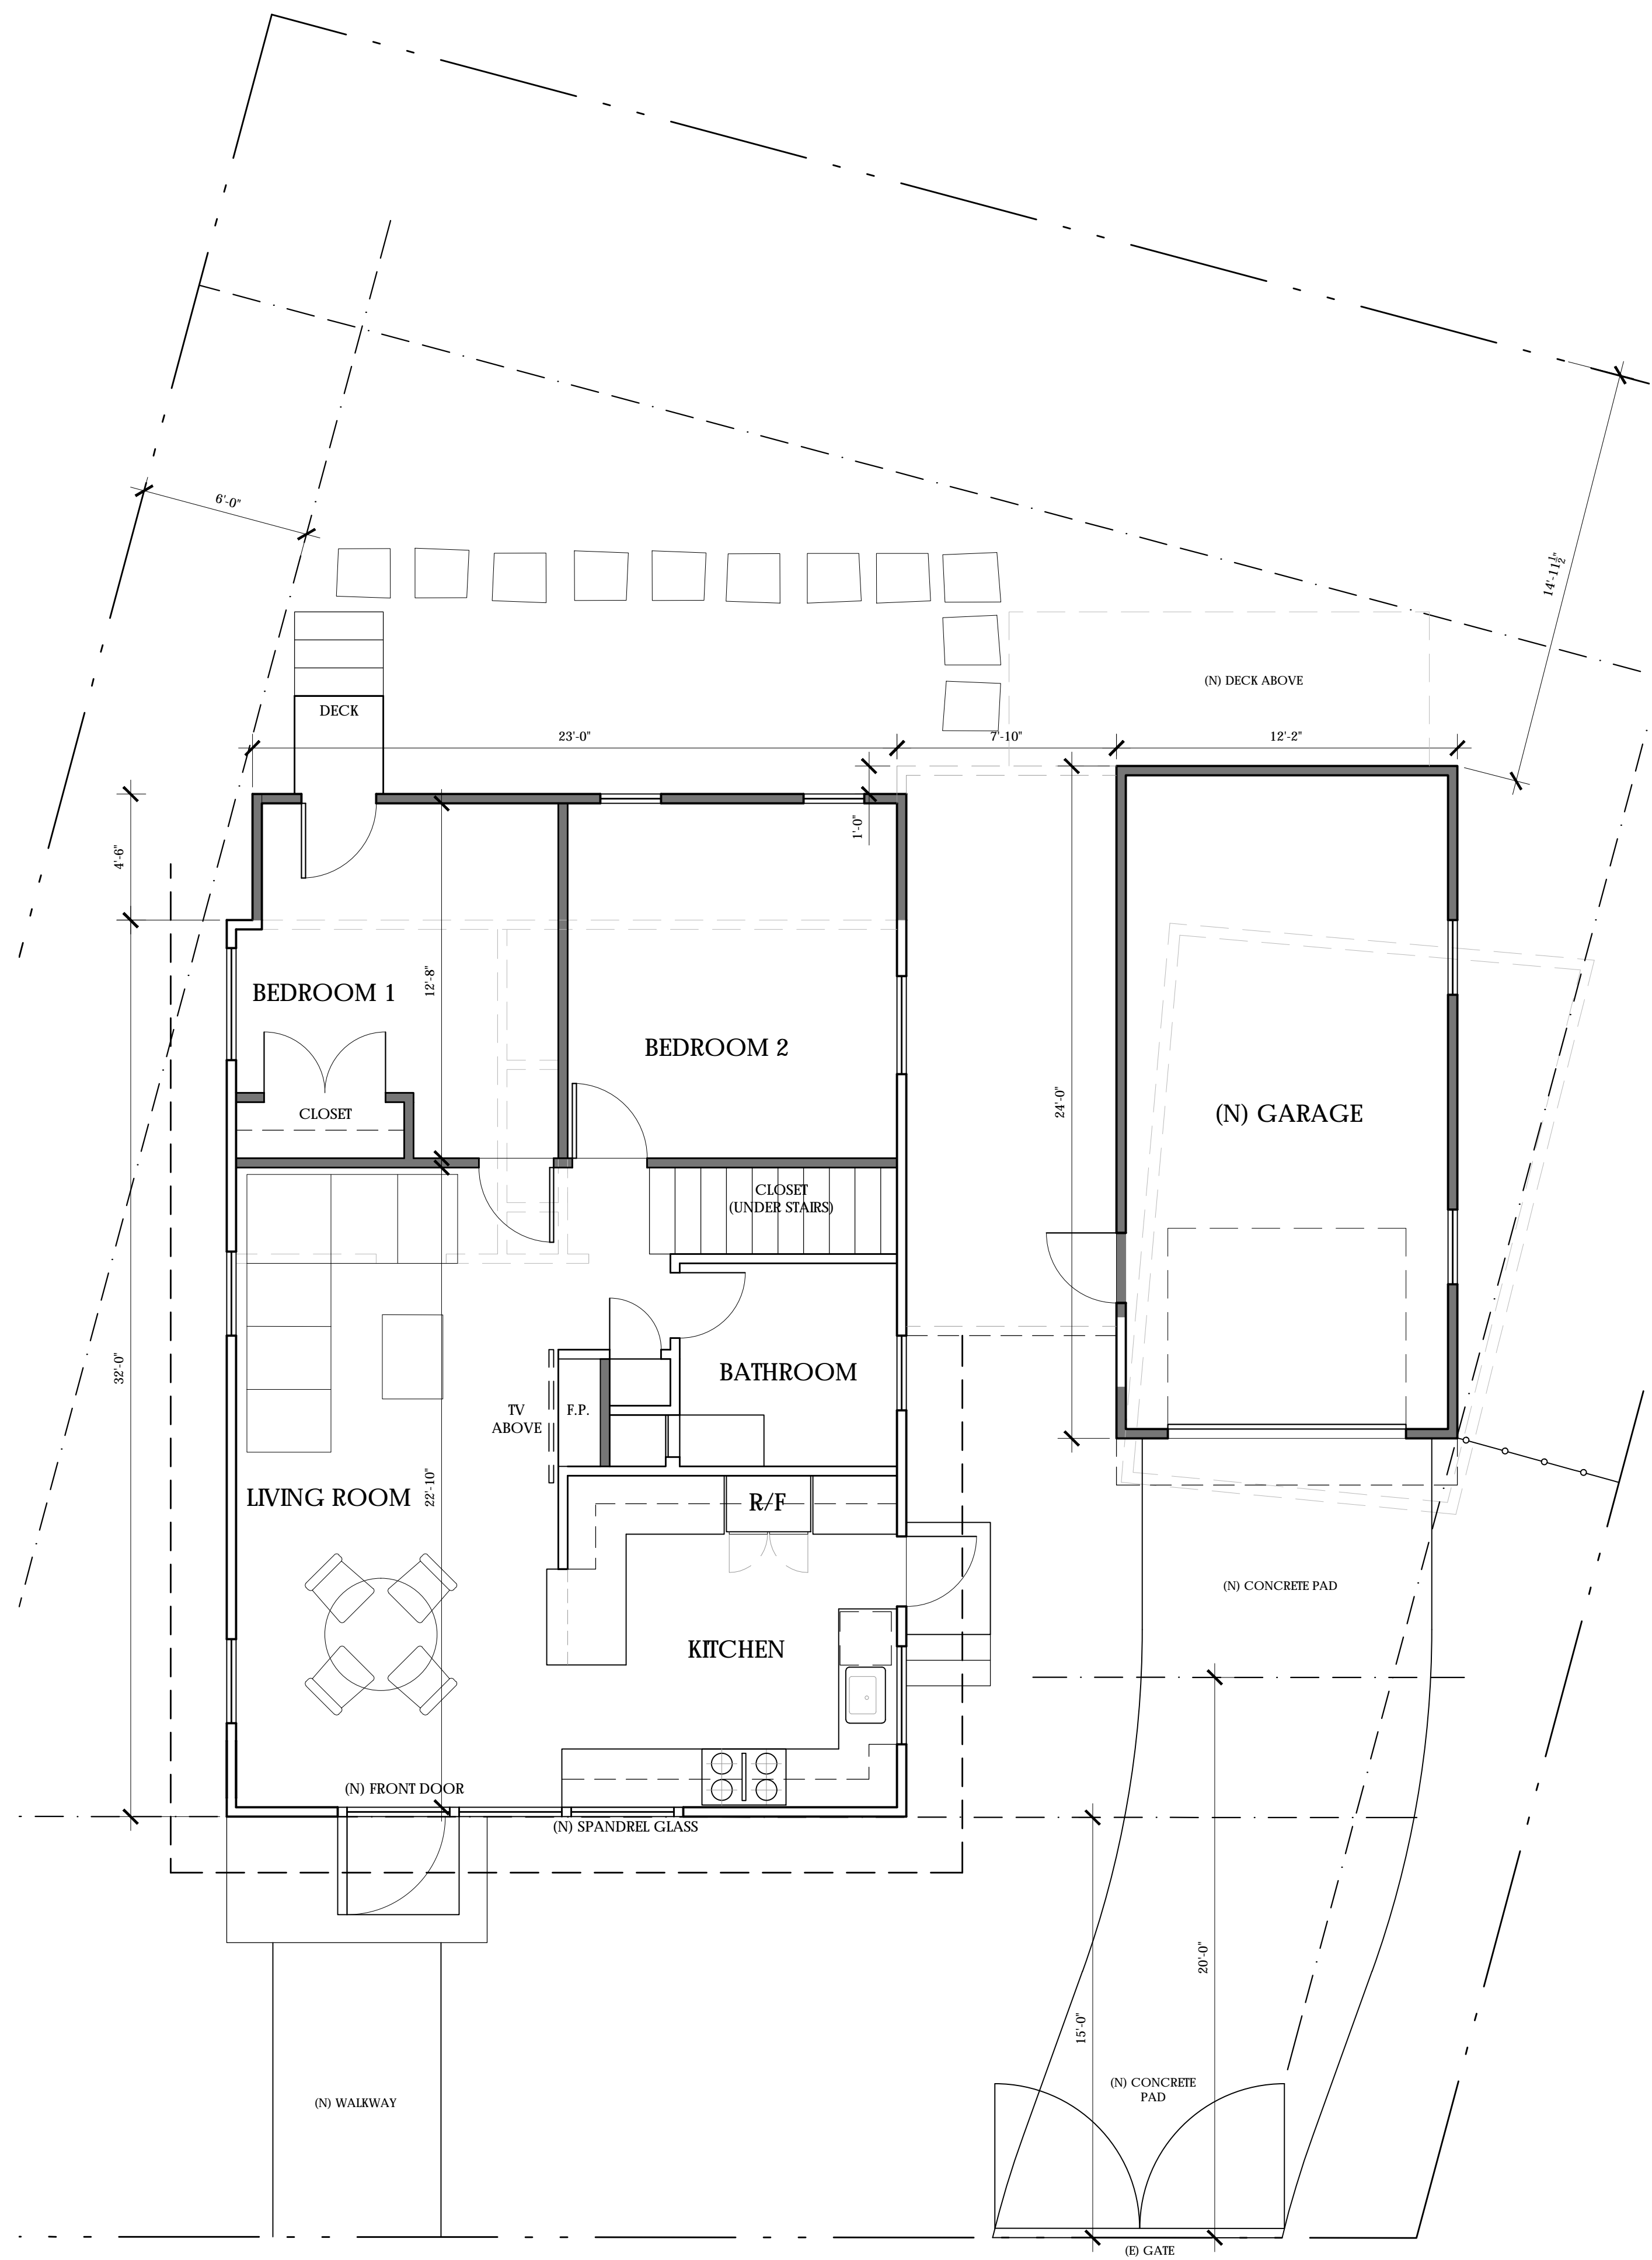 6'-0"
14'-11½"
(N) DECK ABOVE
DECK
23'-0"
7'-10"
12'-2"
1'-0"
4'-6"
12'-8"
BEDROOM 1
BEDROOM 2
24'-0"
(N) GARAGE
CLOSET
CLOSET
(UNDER STAIRS)
32'-0"
BATHROOM
TV
ABOVE
F.P.
LIVING ROOM
22'-10"
R/F
(N) CONCRETE PAD
KITCHEN
(N) FRONT DOOR
(N) SPANDREL GLASS
20'-0"
15'-0"
(N) CONCRETE
PAD
(N) WALKWAY
(E) GATE